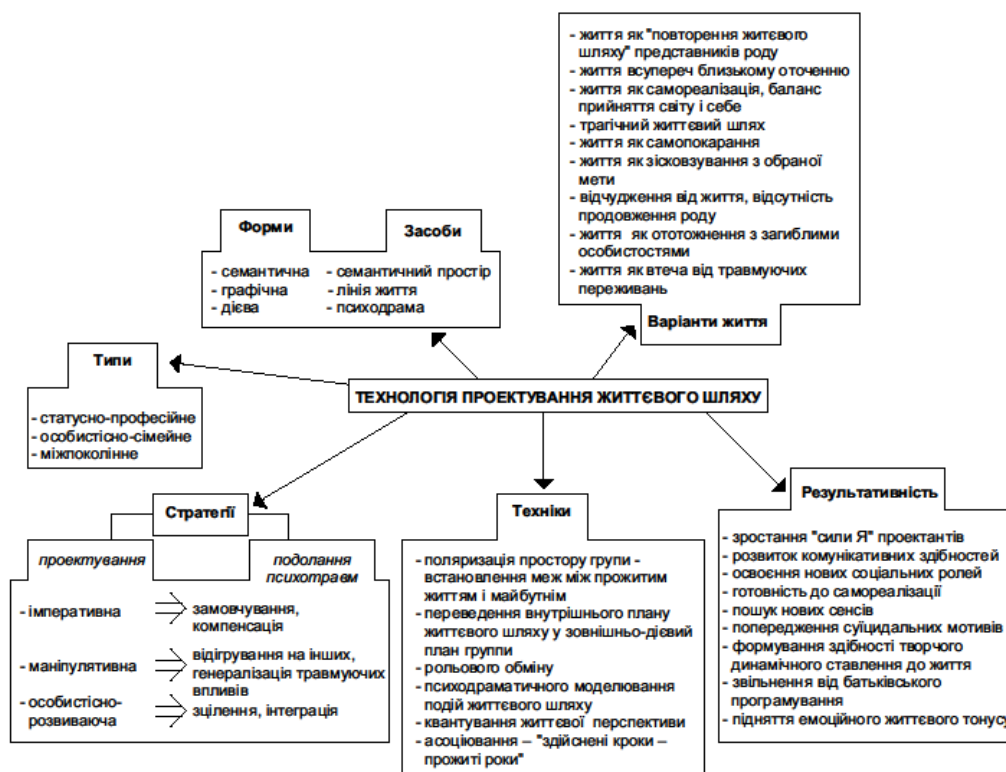 - життя як "повторення житєвого
шляху" представників роду
- життя всупереч близькому оточенню
- життя як самореалізація, баланс
прийняття світу і себе
- трагічний життєвий шлях
- життя як самопокарання
- життя як зісковзування з обраної
мети
- відчудження від життя, відсутність
продовження роду
- життя як ототожнення з загиблими
особистостями
- життя як втеча від травмуючих
переживань
Варіанти життя
Форми
- семантична
- графічна
- дієва
Засоби
- семантичний простір
- лінія життя
- психодрама
Типи
- статусно-професійне
- особистісно-сімейне
- міжпоколінне
ТЕХНОЛОГІЯ ПРОЕКТУВАННЯ ЖИТТЄВОГО ШЛЯХУ
Стратегії
проектування
подолання
психотравм
- імперативна
замовчування,
компенсація
- маніпулятивна
відігрування на інших,
генералізація травмуючих
впливів
- особистісно-
розвиваюча
зцілення, інтеграція
Техніки
- поляризація простору групи -
встановлення меж між прожитим
життям і майбутнім
- переведення внутрішнього плану
життєвого шляху у зовнішньо-дієвий
план группи
- рольового обміну
- психодраматичного моделювання
подій життєвого шляху
- квантування життєвої перспективи
- асоціювання – "здійснені кроки –
прожиті роки"
Результативність
- зростання "сили Я" проектантів
- розвиток комунікативних здібностей
- освоєння нових соціальних ролей
- готовність до самореалізації
- пошук нових сенсів
- попередження суїцидальних мотивів
- формування здібності творчого
динамічного ставлення до життя
- звільнення від батьківського
програмування
- підняття емоційного життєвого тонусу